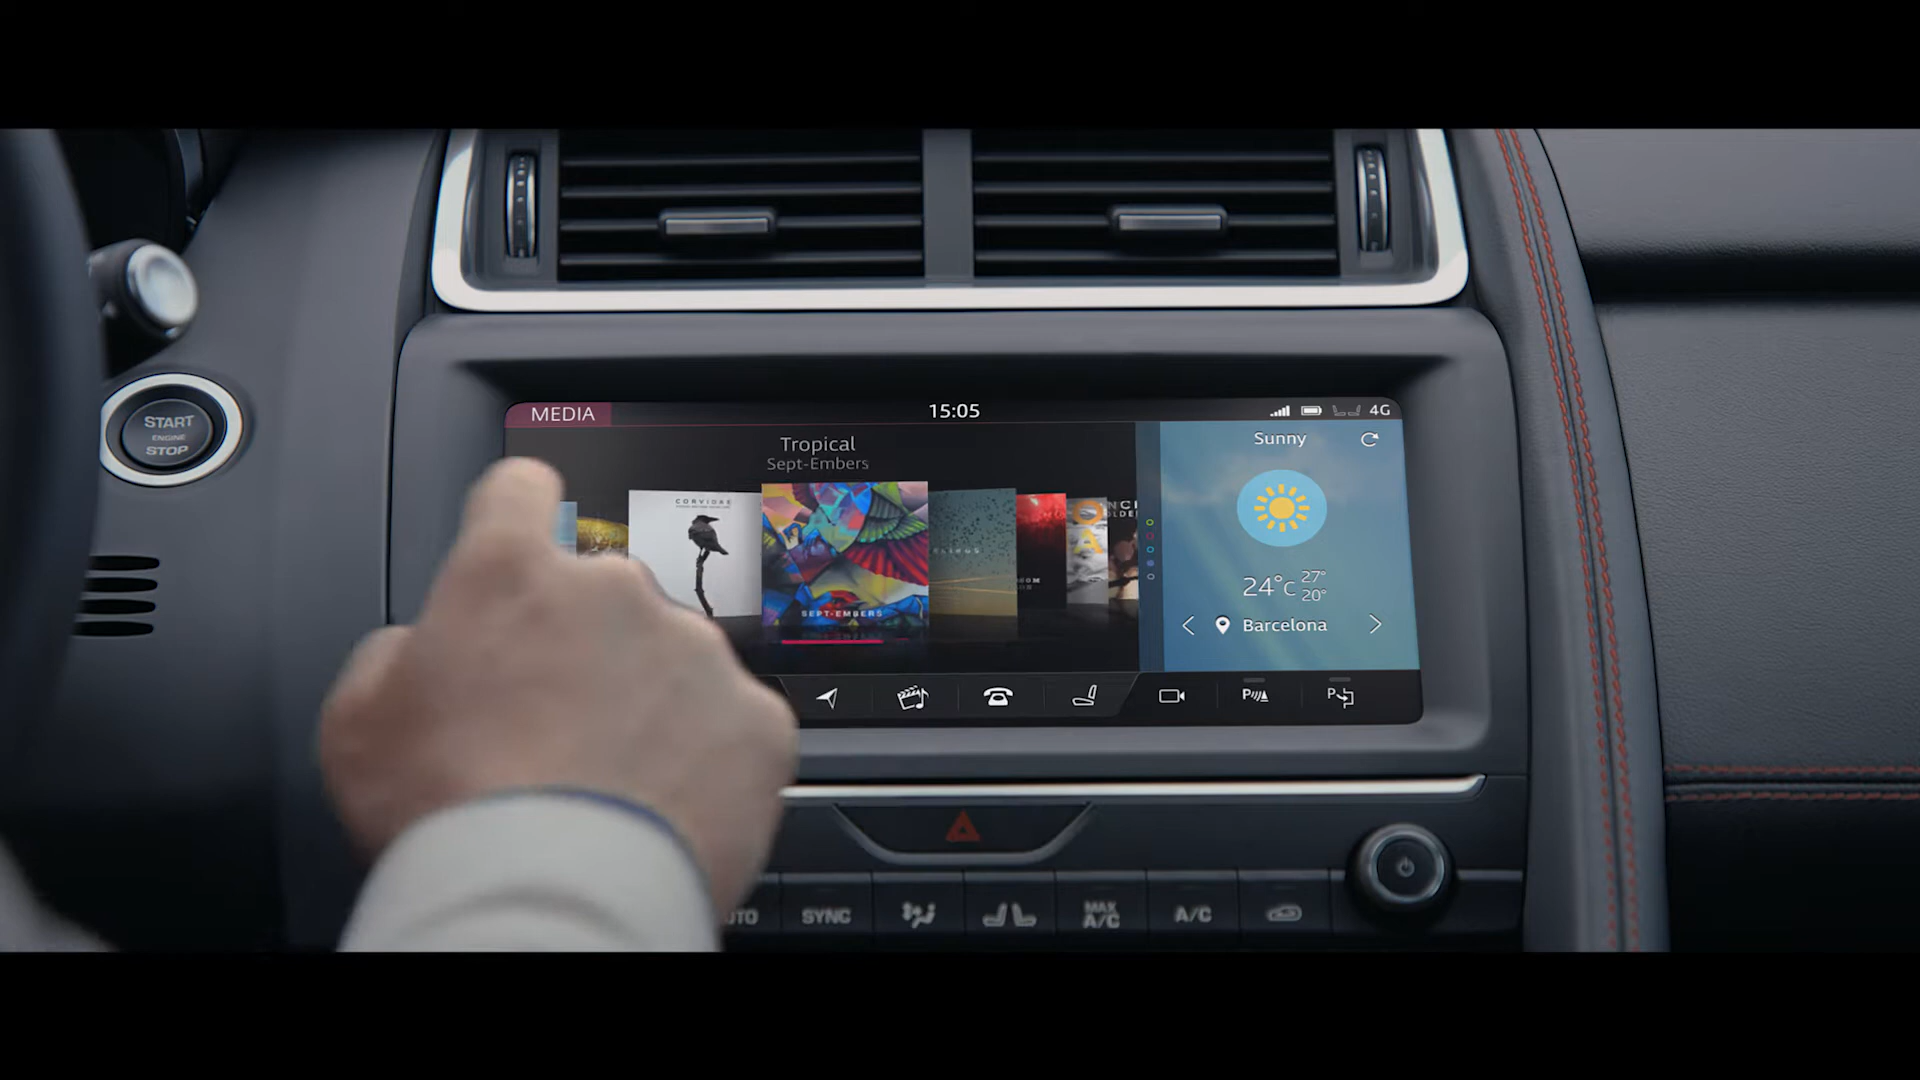 MEDIA
15:05
4G
Tropical
Sept-Embers
Sunny
CORVIDAE
SEPT-EMBERS
24°c
27°
20°
Barcelona
START
ENGINE
STOP
P
P
SYNC
MAX
A/C
A/C